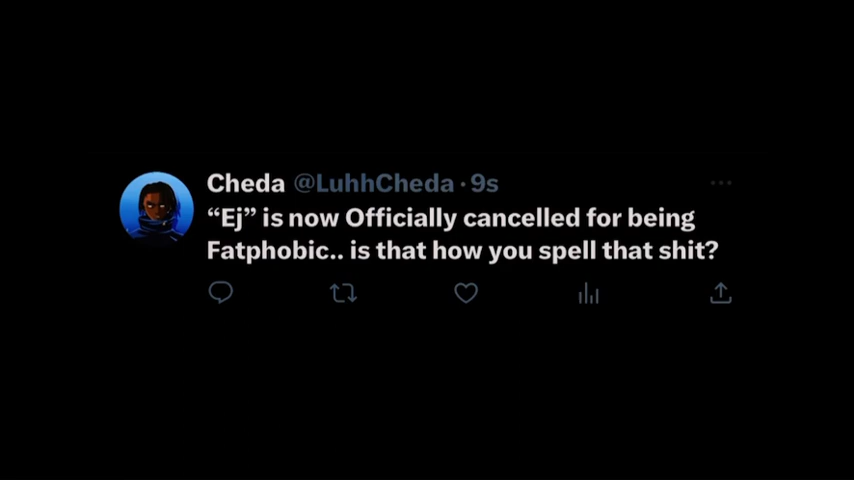 Cheda @LuhhCheda · 9s
“Ej” is now Officially cancelled for being
Fatphobic.. is that how you spell that shit?